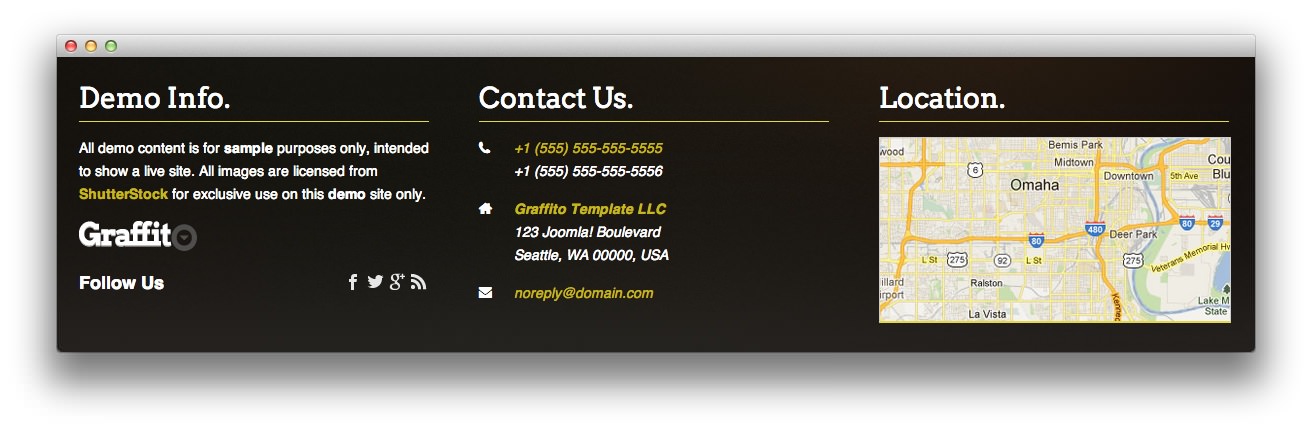 Demo Info.
All demo content is for sample purposes only, intended
to show a live site. All images are licensed from
ShutterStock for exclusive use on this demo site only.
Graffito
Follow Us
Contact Us.
+1 (555) 555-555-5555
+1 (555) 555-555-5556
Graffito Template LLC
123 Joomla! Boulevard
Seattle, WA 00000, USA
noreply@domain.com
Location.
wood
Bemis Park
Midtown
Cou
Blu
6
Downtown
5th Ave
Omaha
480
80
29
Deer Park
80
L St
275
92
L St
275
Veterans Memorial Hw
illard
irport
Ralston
Lake M
State
La Vista
Kenned